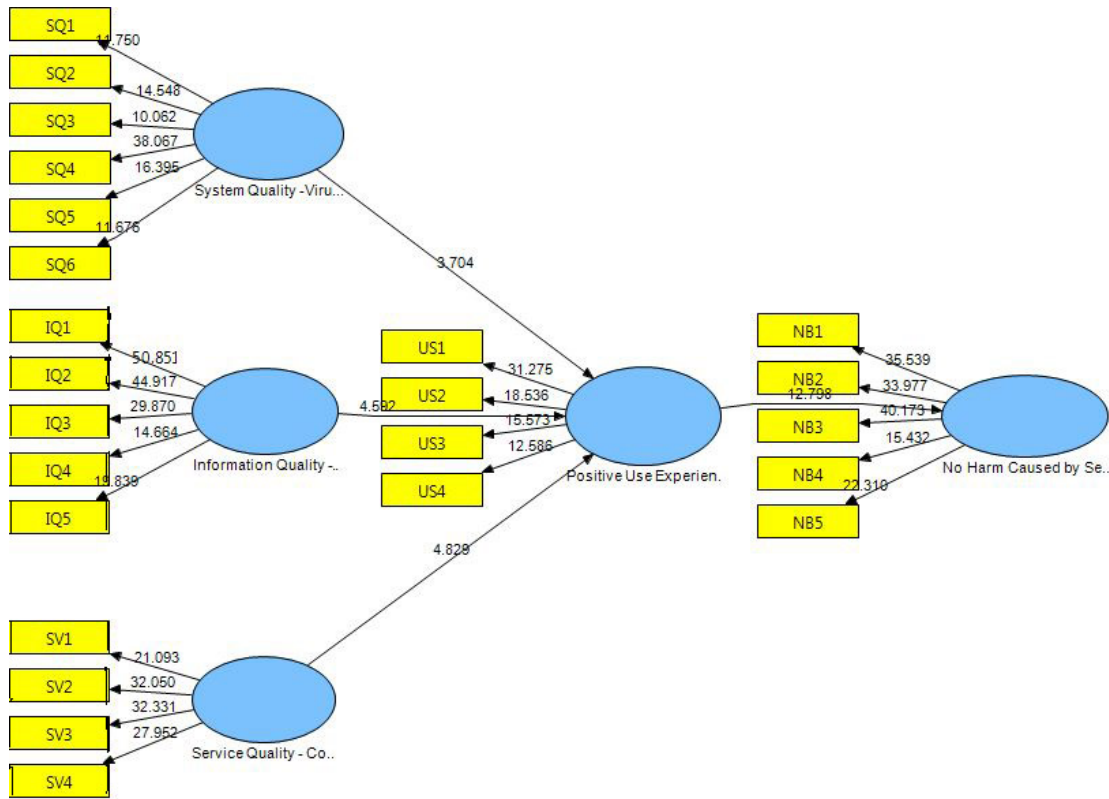 SQ1
11.750
SQ2
14.548
SQ3
10.062
SQ4
38.067
SQ5
16.395
SQ6
11.676
System Quality -Viru...
3.704
IQ1
50.851
IQ2
44.917
IQ3
29.870
IQ4
14.664
IQ5
19.839
Information Quality -..
4.592
US1
31.275
US2
18.536
US3
15.573
US4
12.586
Positive Use Experien.
12.798
NB1
35.539
NB2
33.977
NB3
40.173
NB4
15.432
NB5
22.310
No Harm Caused by Se..
4.829
SV1
21.093
SV2
32.050
SV3
32.331
SV4
27.952
Service Quality - Co..